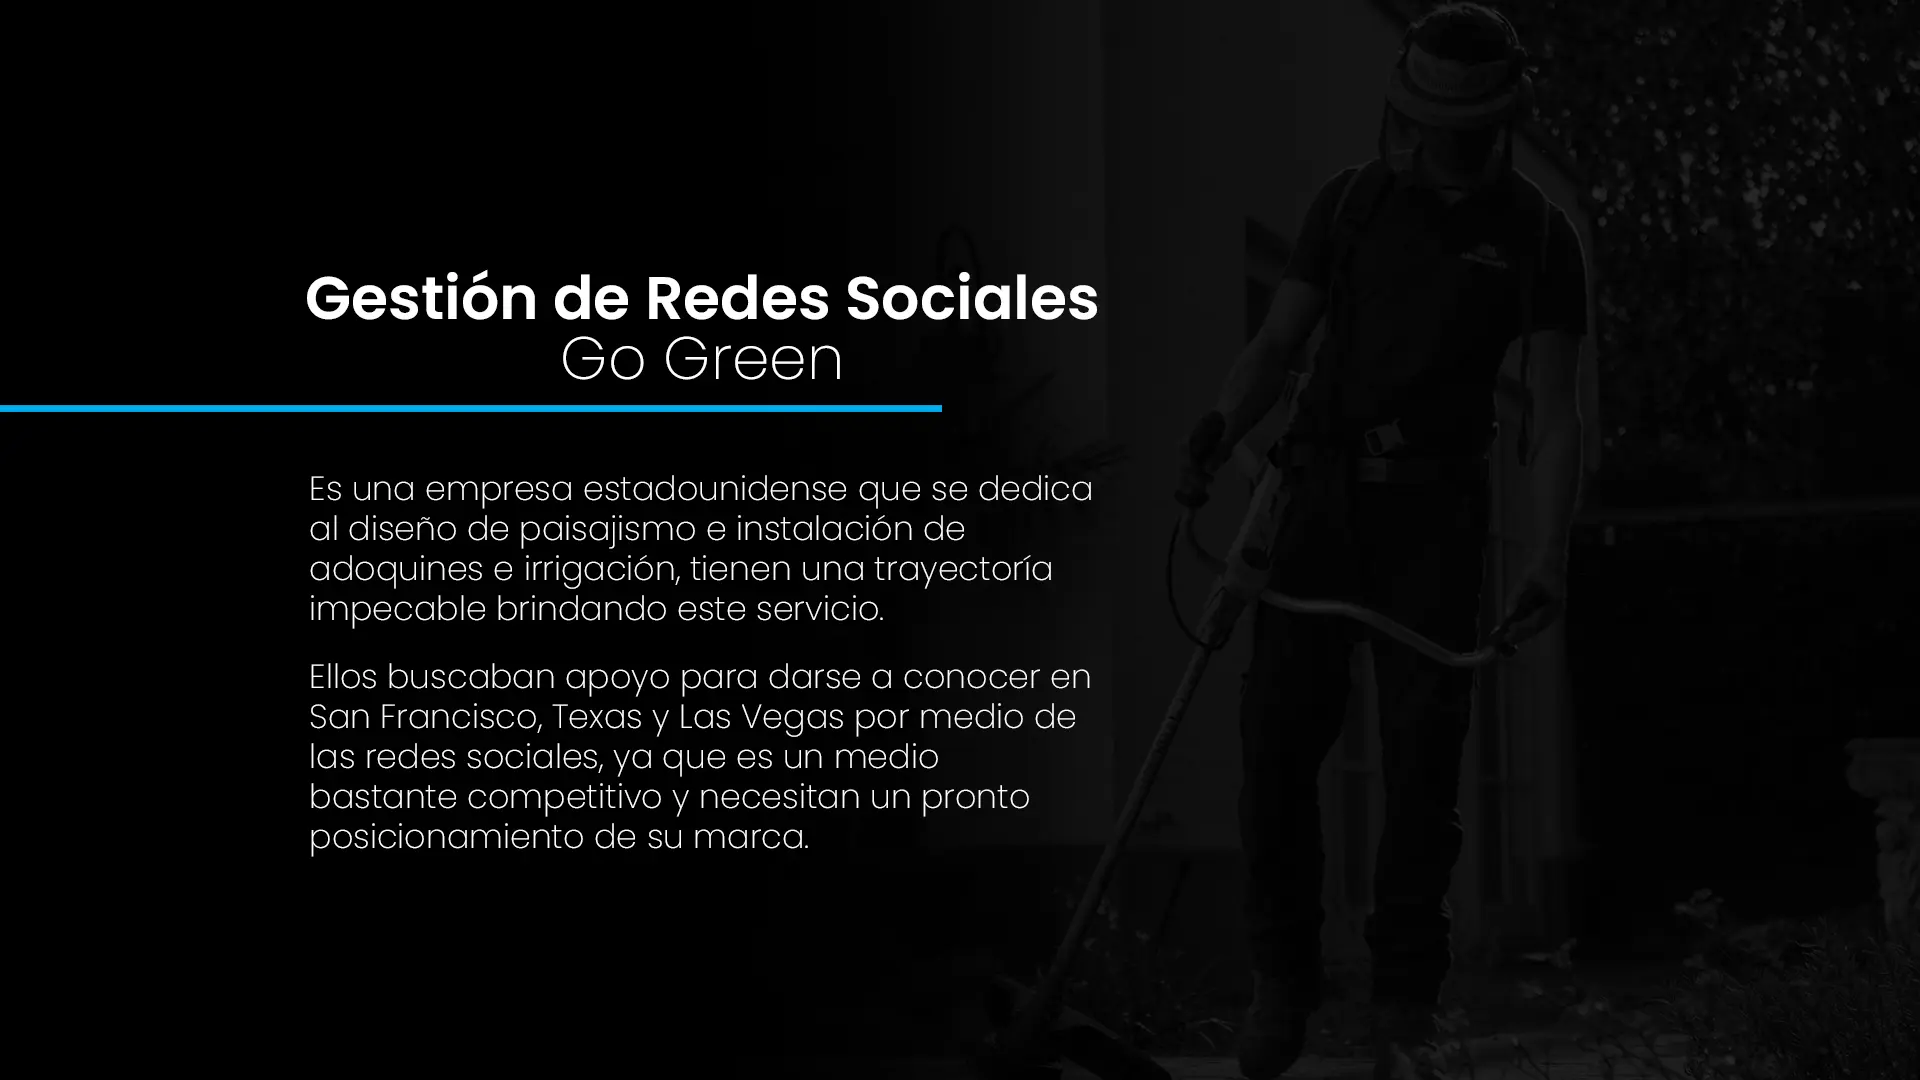 Gestión de Redes Sociales
Go Green
Es una empresa estadounidense que se dedica
al diseño de paisajismo e instalación de
adoquines e irrigación, tienen una trayectoría
impecable brindando este servicio.
Ellos buscaban apoyo para darse a conocer en
San Francisco, Texas y Las Vegas por medio de
las redes sociales, ya que es un medio
bastante competitivo y necesitan un pronto
posicionamiento de su marca.